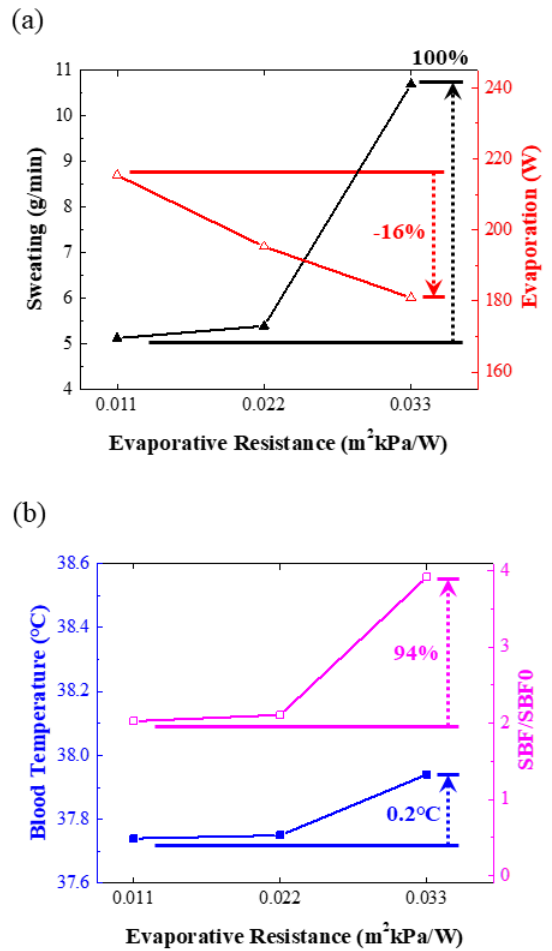 (a)
100%
11
10
9
8
7
6
5
4
Sweating (g/min)
240
220
200
180
160
Evaporation (W)
-16%
0.011 0.022 0.033
Evaporative Resistance (m²kPa/W)
(b)
38.6
38.4
38.2
38.0
37.8
37.6
Blood Temperature (°C)
4
3
2
1
0
SBF/SBF0
94%
0.2°C
0.011 0.022 0.033
Evaporative Resistance (m²kPa/W)